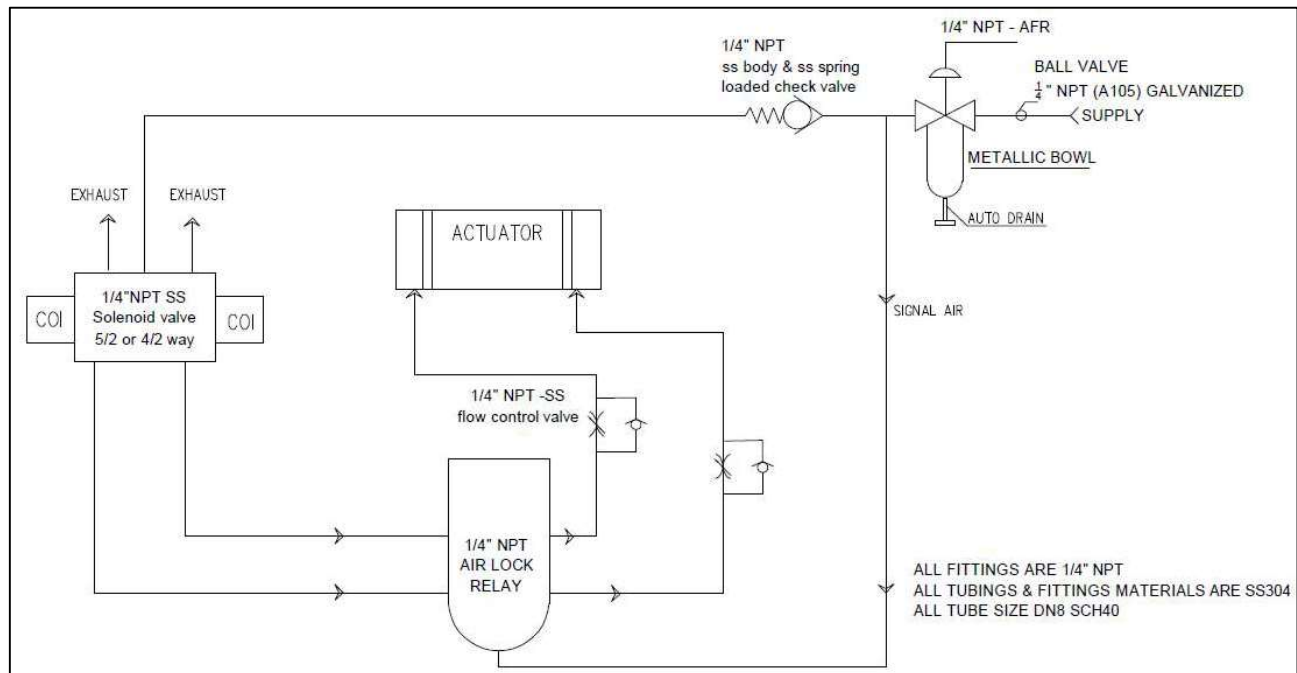 1/4" NPT - AFR
1/4" NPT
ss body & ss spring
loaded check valve
BALL VALVE
1/4" NPT (A105) GALVANIZED
SUPPLY
METALLIC BOWL
AUTO DRAIN
EXHAUST
EXHAUST
ACTUATOR
1/4"NPT SS
Solenoid valve
5/2 or 4/2 way
COI
COI
SIGNAL AIR
1/4" NPT -SS
flow control valve
1/4" NPT
AIR LOCK
RELAY
ALL FITTINGS ARE 1/4" NPT
ALL TUBINGS & FITTINGS MATERIALS ARE SS304
ALL TUBE SIZE DN8 SCH40